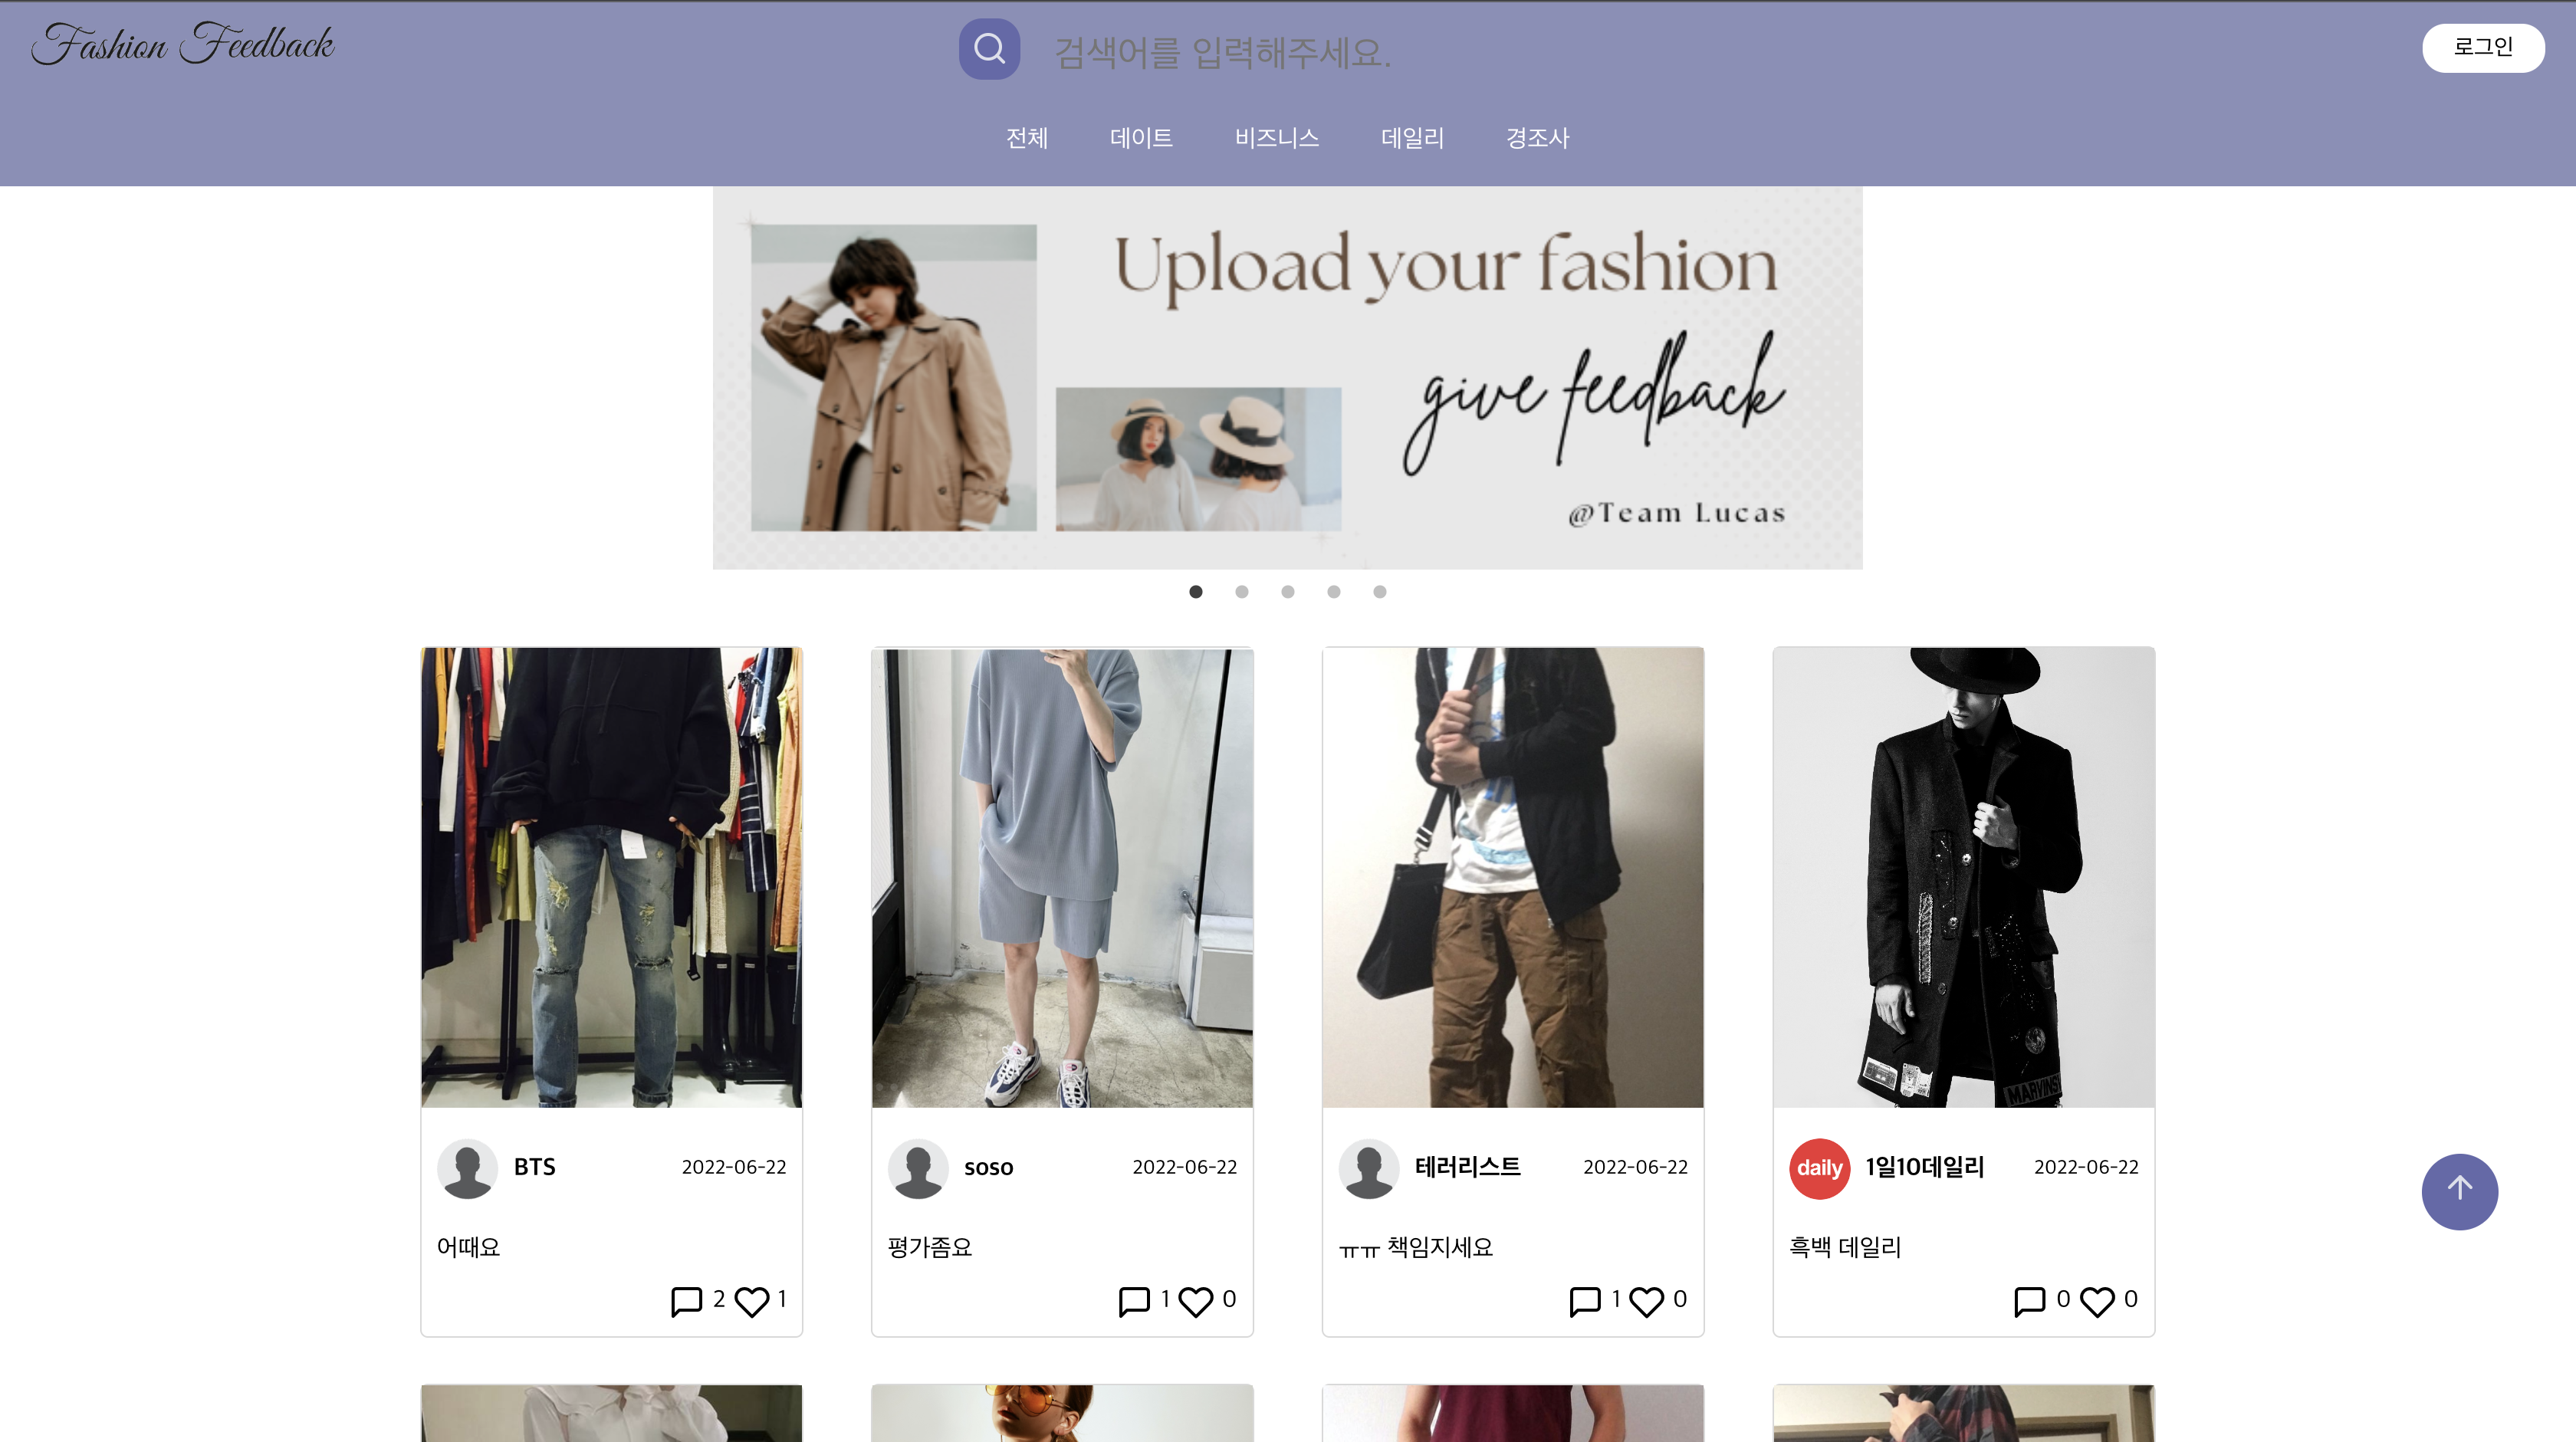 Fashion Feedback
검색어를 입력해주세요.
로그인
전체 데이트 비즈니스 데일리 경조사
Upload your fashion
give feedback
@Team Lucas
MARVINS
BTS 2022-06-22
어때요
2 1
soso 2022-06-22
평가좀요
1 0
테러리스트 2022-06-22
ㅠㅠ 책임지세요
1 0
daily 1일10데일리 2022-06-22
흑백 데일리
0 0